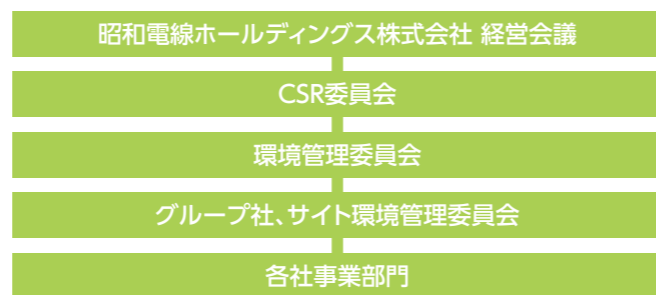 昭和電線ホールディングス株式会社 経営会議
CSR委員会
環境管理委員会
グループ社、サイト環境管理委員会
各社事業部門